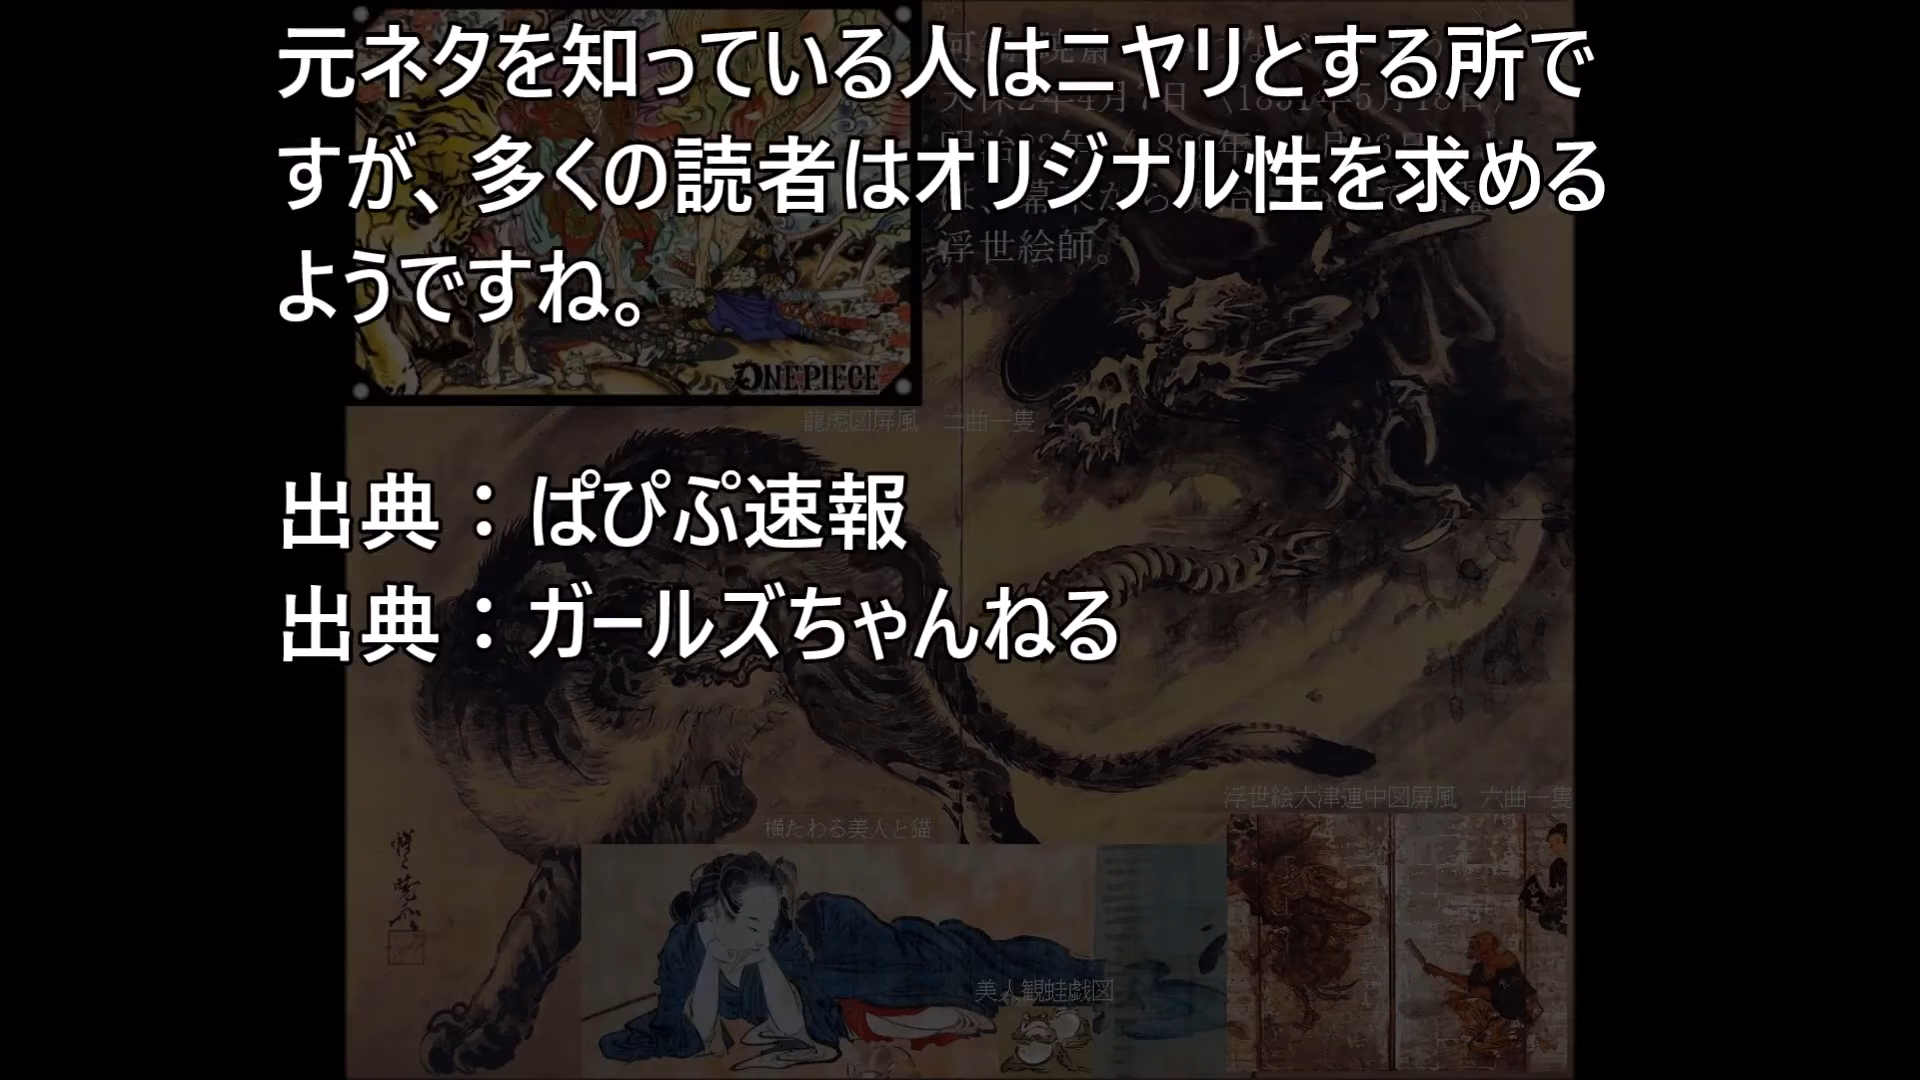 元ネタを知っている人はニヤリとする所で
すが、多くの読者はオリジナル性を求める
ようですね。
浮世絵師。
ONE PIECE
龍虎図屏風　二曲一隻
出典：ぱぴぷ速報
出典：ガールズちゃんねる
浮世絵大津連中図屏風　六曲一隻
横たわる美人と猫
美人観蛙戯図